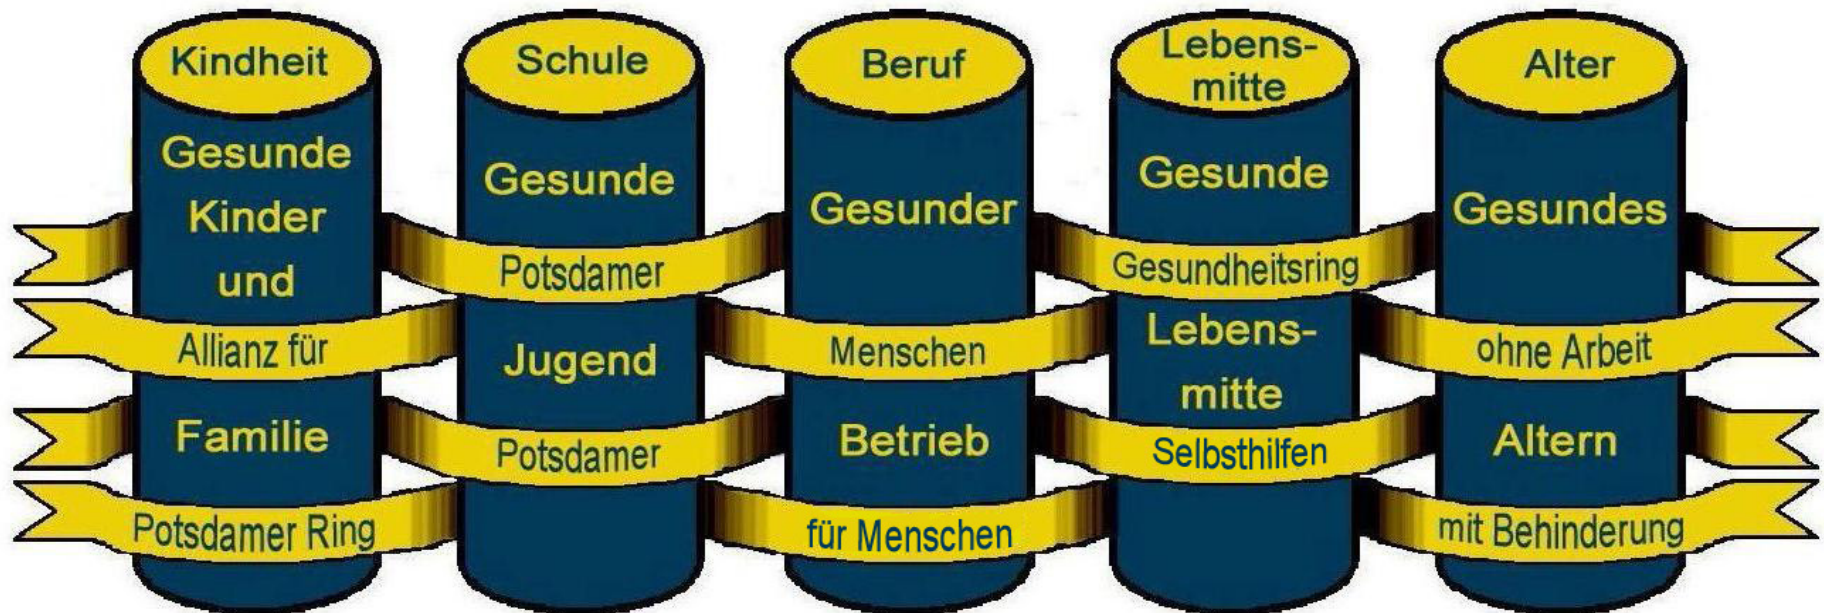 Kindheit
Gesunde
Kinder
und
Familie
Schule
Gesunde
Jugend
Beruf
Gesunder
Betrieb
Lebens-
mitte
Gesunde
Lebens-
mitte
Alter
Gesundes
Altern
Potsdamer Gesundheitsring
Allianz für Menschen ohne Arbeit
Potsdamer Selbsthilfen
Potsdamer Ring für Menschen mit Behinderung